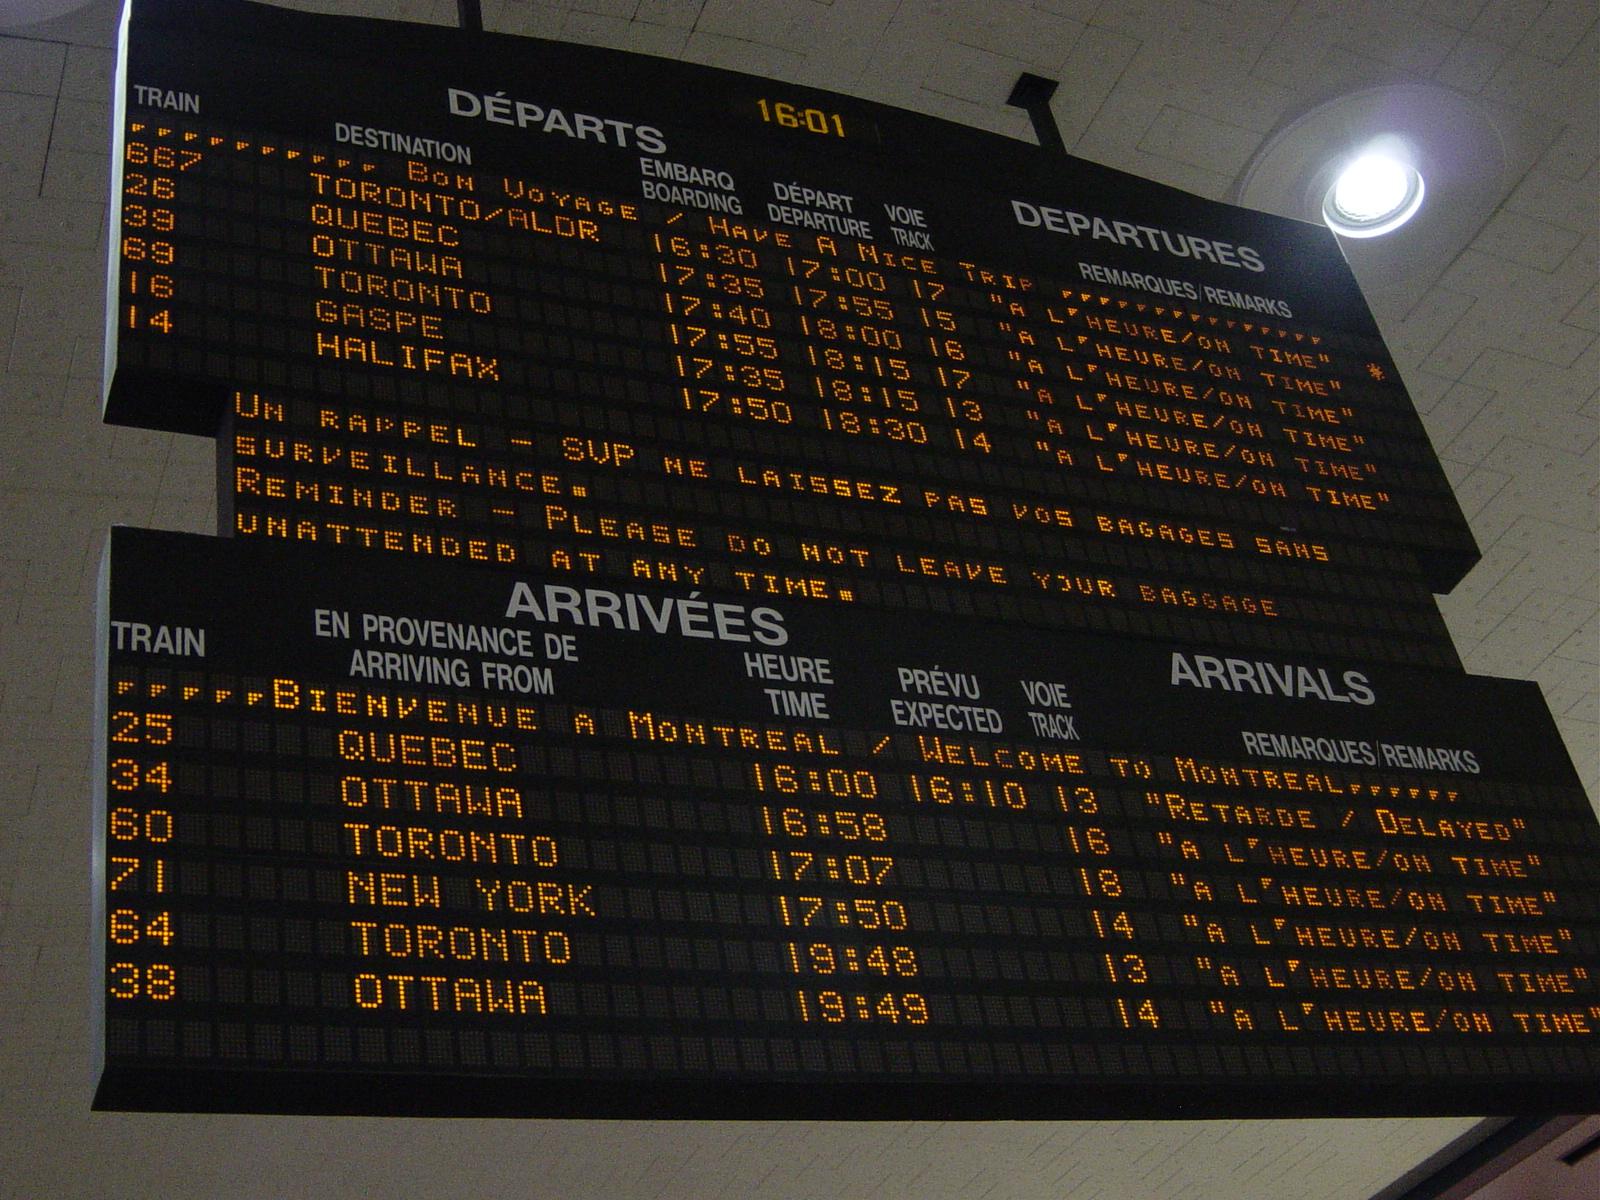 16:01
DÉPARTS DEPARTURES
TRAIN DESTINATION EMBARQ BOARDING DÉPART DEPARTURE VOIE TRACK REMARQUES/REMARKS
Bon Voyage / Have A Nice Trip
667 TORONTO/ALDR 16:30 17:00 17 "A L'HEURE/ON TIME" *
26 QUEBEC 17:35 17:55 15 "A L'HEURE/ON TIME"
39 OTTAWA 17:40 18:00 16 "A L'HEURE/ON TIME"
69 TORONTO 17:55 18:15 17 "A L'HEURE/ON TIME"
16 GASPE 17:35 18:15 13 "A L'HEURE/ON TIME"
14 HALIFAX 17:50 18:30 14 "A L'HEURE/ON TIME"
Un rappel - SVP ne laissez pas vos bagages sans
surveillance.
Reminder - Please do not leave your baggage
unattended at any time.
ARRIVÉES ARRIVALS
TRAIN EN PROVENANCE DE ARRIVING FROM HEURE TIME PRÉVU EXPECTED VOIE TRACK REMARQUES/REMARKS
Bienvenue a Montreal / Welcome to Montreal
25 QUEBEC 16:00 16:10 13 "Retarde / Delayed"
34 OTTAWA 16:58 16 "A L'HEURE/ON TIME"
60 TORONTO 17:07 18 "A L'HEURE/ON TIME"
71 NEW YORK 17:50 14 "A L'HEURE/ON TIME"
64 TORONTO 19:48 13 "A L'HEURE/ON TIME"
38 OTTAWA 19:49 14 "A L'HEURE/ON TIME"